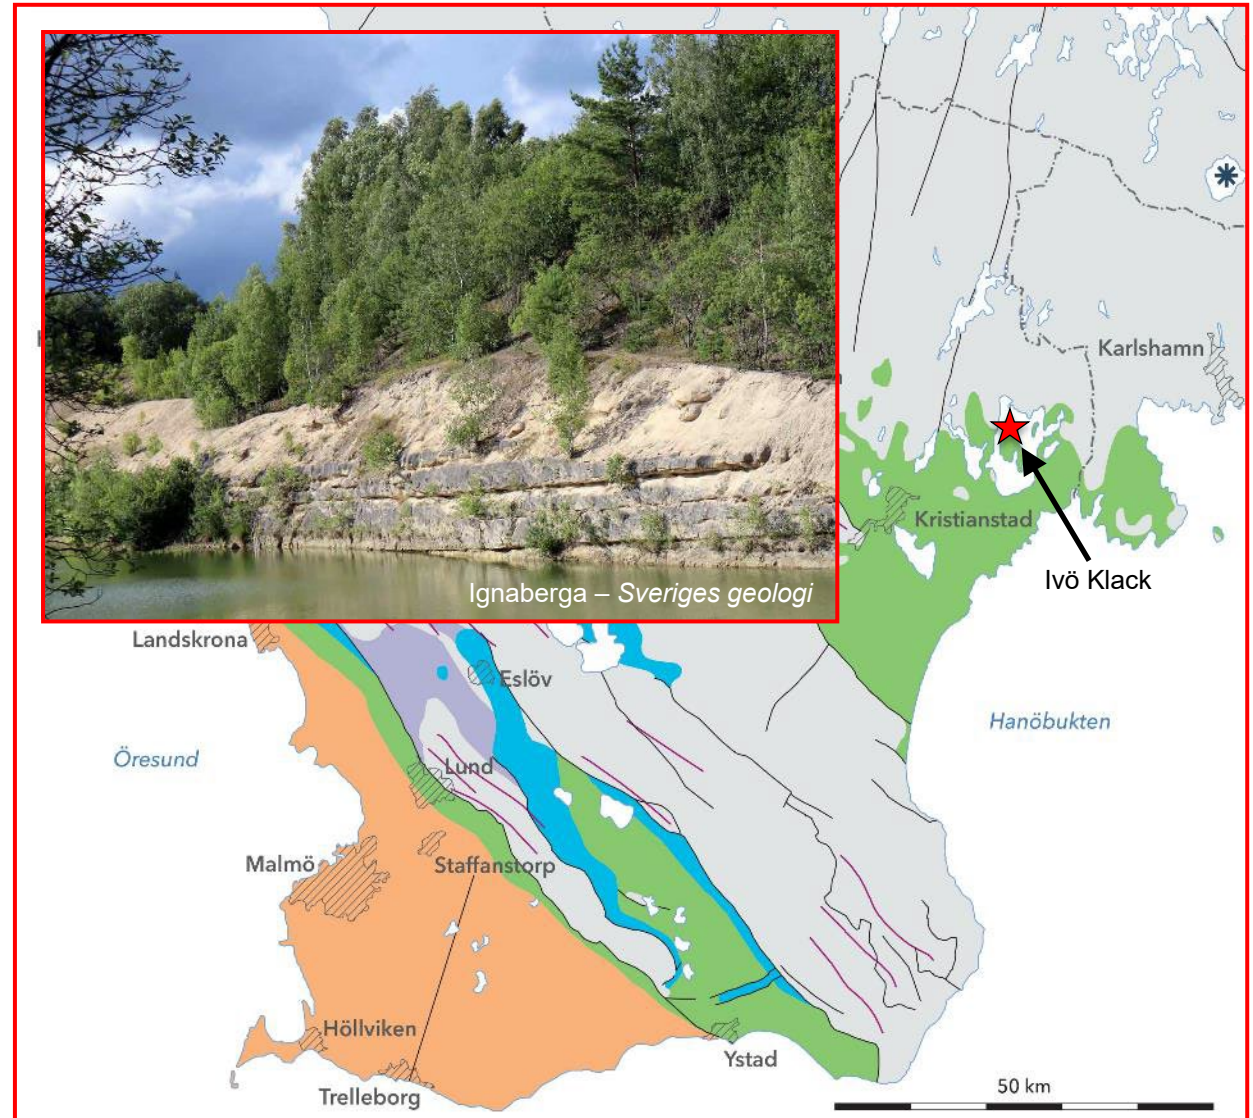 Ignaberga – Sveriges geologi
Karlshamn
Kristianstad
Ivö Klack
Landskrona
Eslöv
Hanöbukten
Öresund
Lund
Malmö
Staffanstorp
Höllviken
Ystad
Trelleborg
50 km